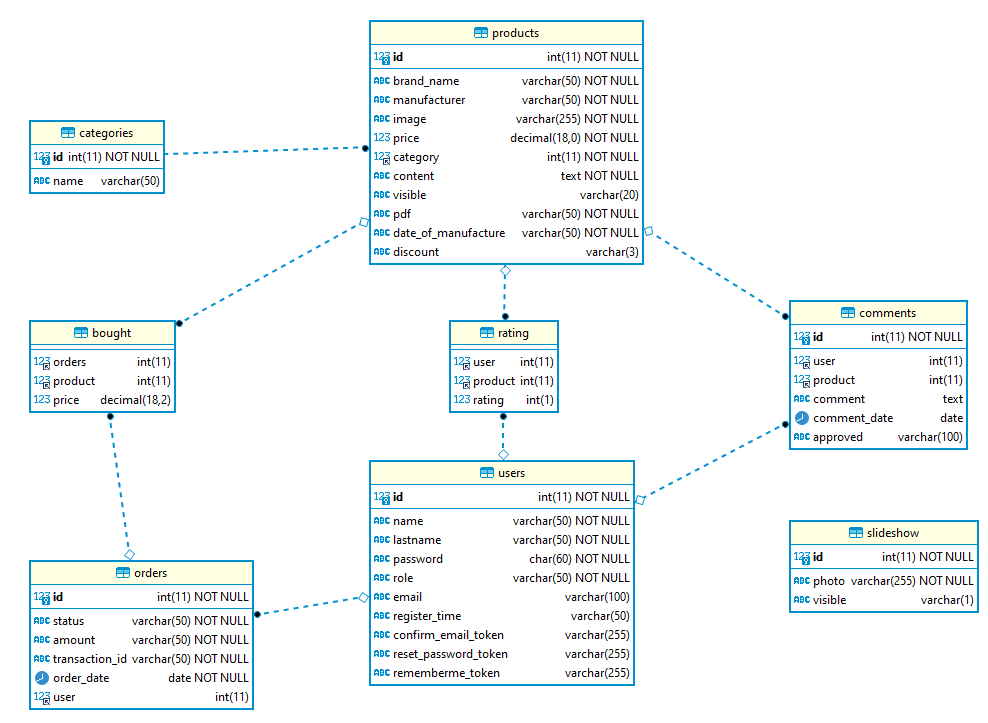 products
123 id int(11) NOT NULL
ABC brand_name varchar(50) NOT NULL
ABC manufacturer varchar(50) NOT NULL
ABC image varchar(255) NOT NULL
123 price decimal(18,0) NOT NULL
123 category int(11) NOT NULL
ABC content text NOT NULL
ABC visible varchar(20)
ABC pdf varchar(50) NOT NULL
ABC date_of_manufacture varchar(50) NOT NULL
ABC discount varchar(3)
categories
123 id int(11) NOT NULL
ABC name varchar(50)
bought
123 orders int(11)
123 product int(11)
123 price decimal(18,2)
rating
123 user int(11)
123 product int(11)
123 rating int(1)
comments
123 id int(11) NOT NULL
123 user int(11)
123 product int(11)
ABC comment text
comment_date date
ABC approved varchar(100)
users
123 id int(11) NOT NULL
ABC name varchar(50) NOT NULL
ABC lastname varchar(50) NOT NULL
ABC password char(60) NOT NULL
ABC role varchar(50) NOT NULL
ABC email varchar(100)
ABC register_time varchar(50)
ABC confirm_email_token varchar(255)
ABC reset_password_token varchar(255)
ABC rememberme_token varchar(255)
slideshow
123 id int(11) NOT NULL
ABC photo varchar(255) NOT NULL
ABC visible varchar(1)
orders
123 id int(11) NOT NULL
ABC status varchar(50) NOT NULL
ABC amount varchar(50) NOT NULL
ABC transaction_id varchar(50) NOT NULL
order_date date NOT NULL
123 user int(11)